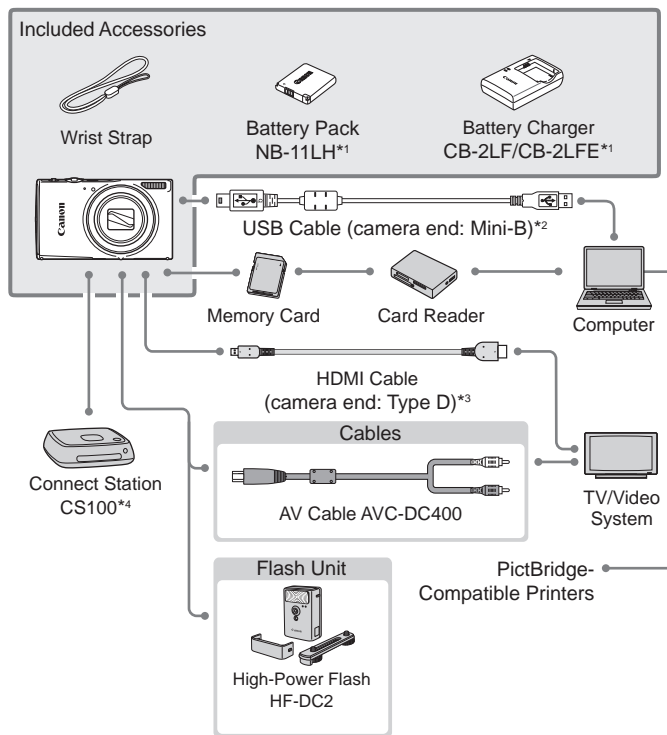 Included Accessories
Wrist Strap
Battery Pack
NB-11LH*1
Battery Charger
CB-2LF/CB-2LFE*1
Canon
USB Cable (camera end: Mini-B)*2
Memory Card
Card Reader
Computer
HDMI Cable
(camera end: Type D)*3
Cables
AV Cable AVC-DC400
Connect Station
CS100*4
TV/Video
System
Flash Unit
High-Power Flash
HF-DC2
PictBridge-
Compatible Printers